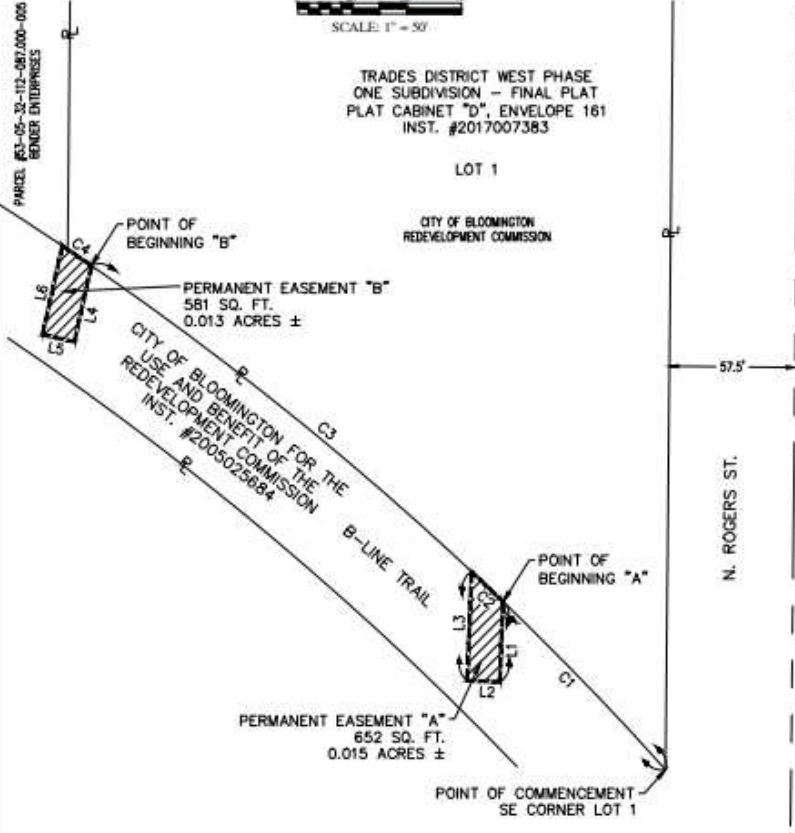 SCALE: 1" = 50'
PARCEL #53-05-32-112-087.000-005
BENDER ENTERPRISES
PL
TRADES DISTRICT WEST PHASE
ONE SUBDIVISION - FINAL PLAT
PLAT CABINET "D", ENVELOPE 161
INST. #2017007383
LOT 1
CITY OF BLOOMINGTON
REDEVELOPMENT COMMISSION
PL
POINT OF
BEGINNING "B"
C4
L6
L4
L5
PERMANENT EASEMENT "B"
581 SQ. FT.
0.013 ACRES ±
CITY OF BLOOMINGTON FOR THE
USE AND BENEFIT OF THE
REDEVELOPMENT COMMISSION
INST. #2005025684
PL
PL
C3
57.5'
N. ROGERS ST.
B-LINE TRAIL
POINT OF
BEGINNING "A"
C2
L3
L1
L2
C1
PERMANENT EASEMENT "A"
652 SQ. FT.
0.015 ACRES ±
POINT OF COMMENCEMENT
SE CORNER LOT 1